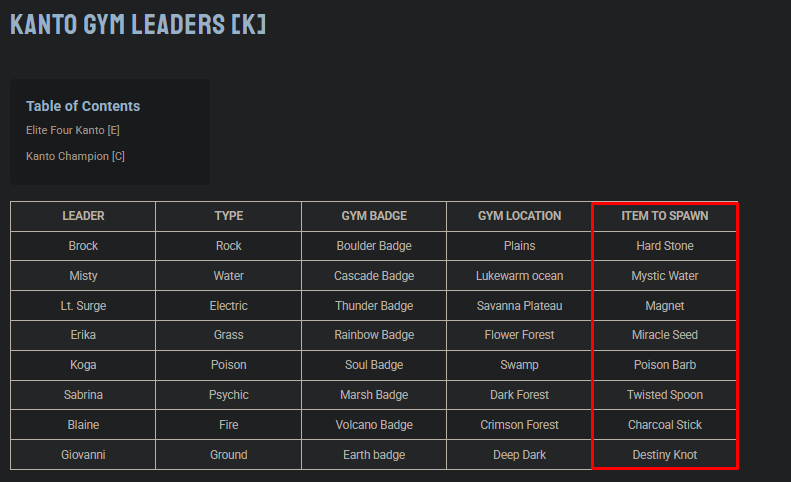 KANTO GYM LEADERS [K]
Table of Contents
Elite Four Kanto [E]
Kanto Champion [C]
LEADER TYPE GYM BADGE GYM LOCATION ITEM TO SPAWN
Brock Rock Boulder Badge Plains Hard Stone
Misty Water Cascade Badge Lukewarm ocean Mystic Water
Lt. Surge Electric Thunder Badge Savanna Plateau Magnet
Erika Grass Rainbow Badge Flower Forest Miracle Seed
Koga Poison Soul Badge Swamp Poison Barb
Sabrina Psychic Marsh Badge Dark Forest Twisted Spoon
Blaine Fire Volcano Badge Crimson Forest Charcoal Stick
Giovanni Ground Earth badge Deep Dark Destiny Knot